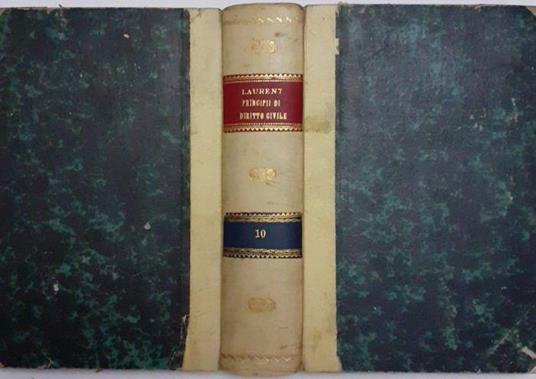 LAURENT
PRINCIPII DI
DIRITTO CIVILE
10